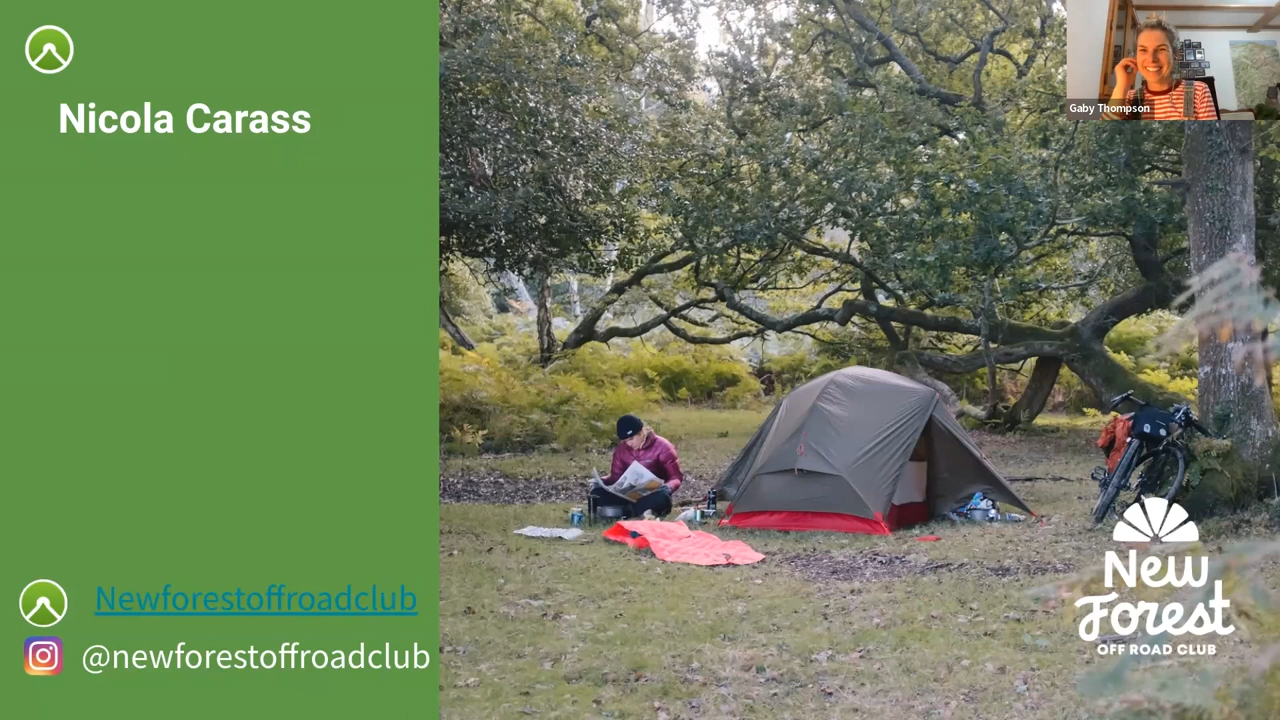 Nicola Carass
Gaby Thompson
Newforestoffroadclub
@newforestoffroadclub
New
Forest
OFF ROAD CLUB